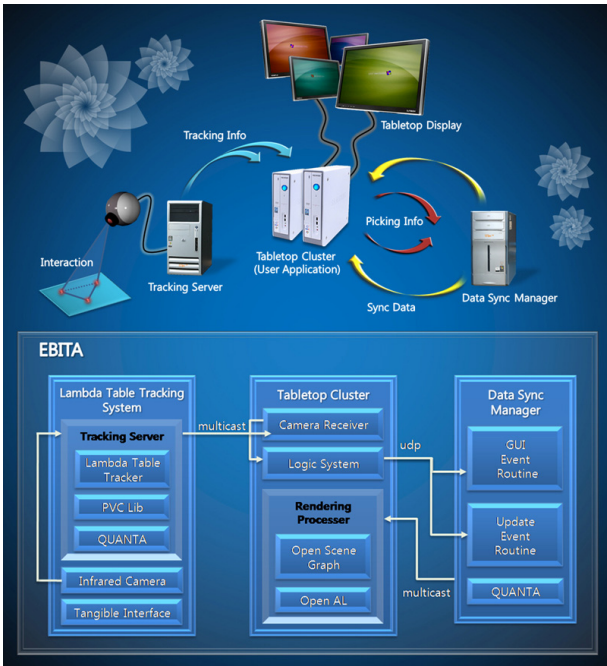 Tabletop Display
Tracking Info
Picking Info
Interaction
Tracking Server
Tabletop Cluster
(User Application)
Sync Data
Data Sync Manager
EBITA
Lambda Table Tracking
System
Tracking Server
Lambda Table
Tracker
PVC Lib
QUANTA
Infrared Camera
Tangible Interface
multicast
Tabletop Cluster
Camera Receiver
Logic System
Rendering
Processer
Open Scene
Graph
Open AL
udp
multicast
Data Sync
Manager
GUI
Event
Routine
Update
Event
Routine
QUANTA